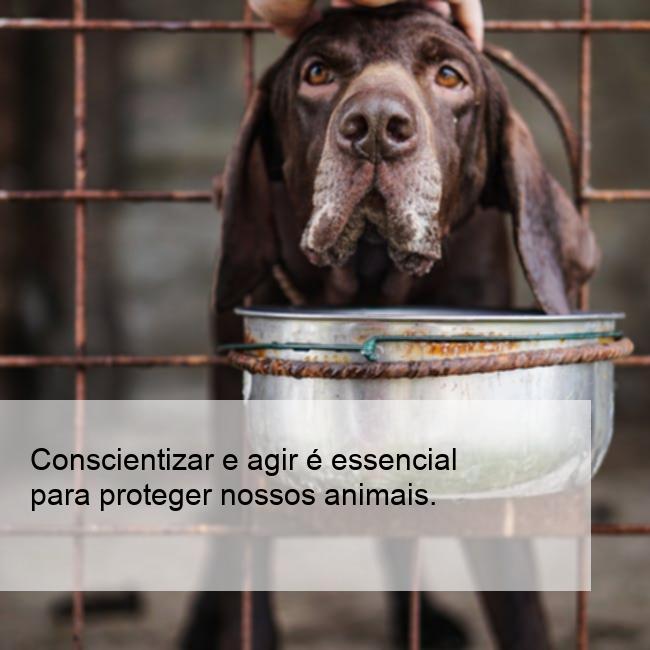 Conscientizar e agir é essencial
para proteger nossos animais.